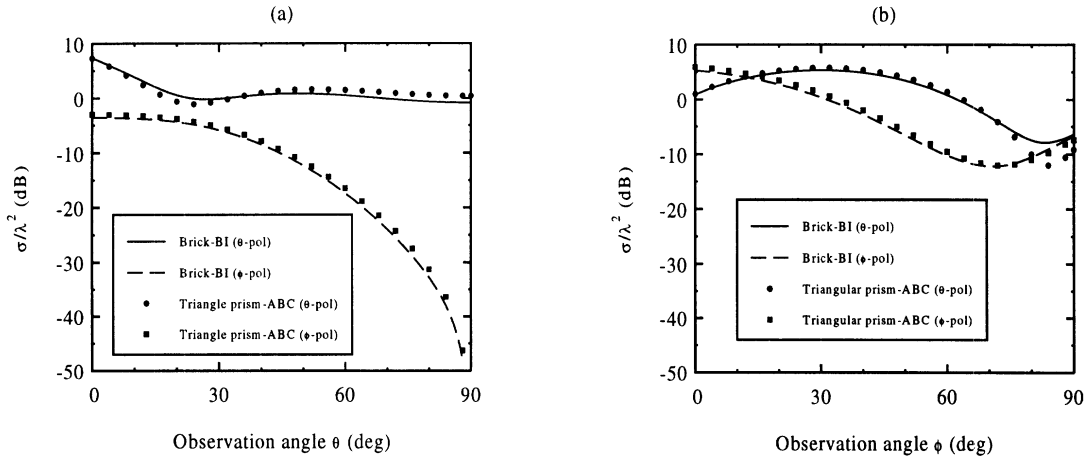 (a)
10
0
-10
-20
-30
-40
-50
σ/λ² (dB)
Brick-BI (θ-pol)
Brick-BI (ϕ-pol)
Triangle prism-ABC (θ-pol)
Triangle prism-ABC (ϕ-pol)
0 30 60 90
Observation angle θ (deg)
(b)
10
0
-10
-20
-30
-40
-50
σ/λ² (dB)
Brick-BI (θ-pol)
Brick-BI (ϕ-pol)
Triangular prism-ABC (θ-pol)
Triangular prism-ABC (ϕ-pol)
0 30 60 90
Observation angle ϕ (deg)